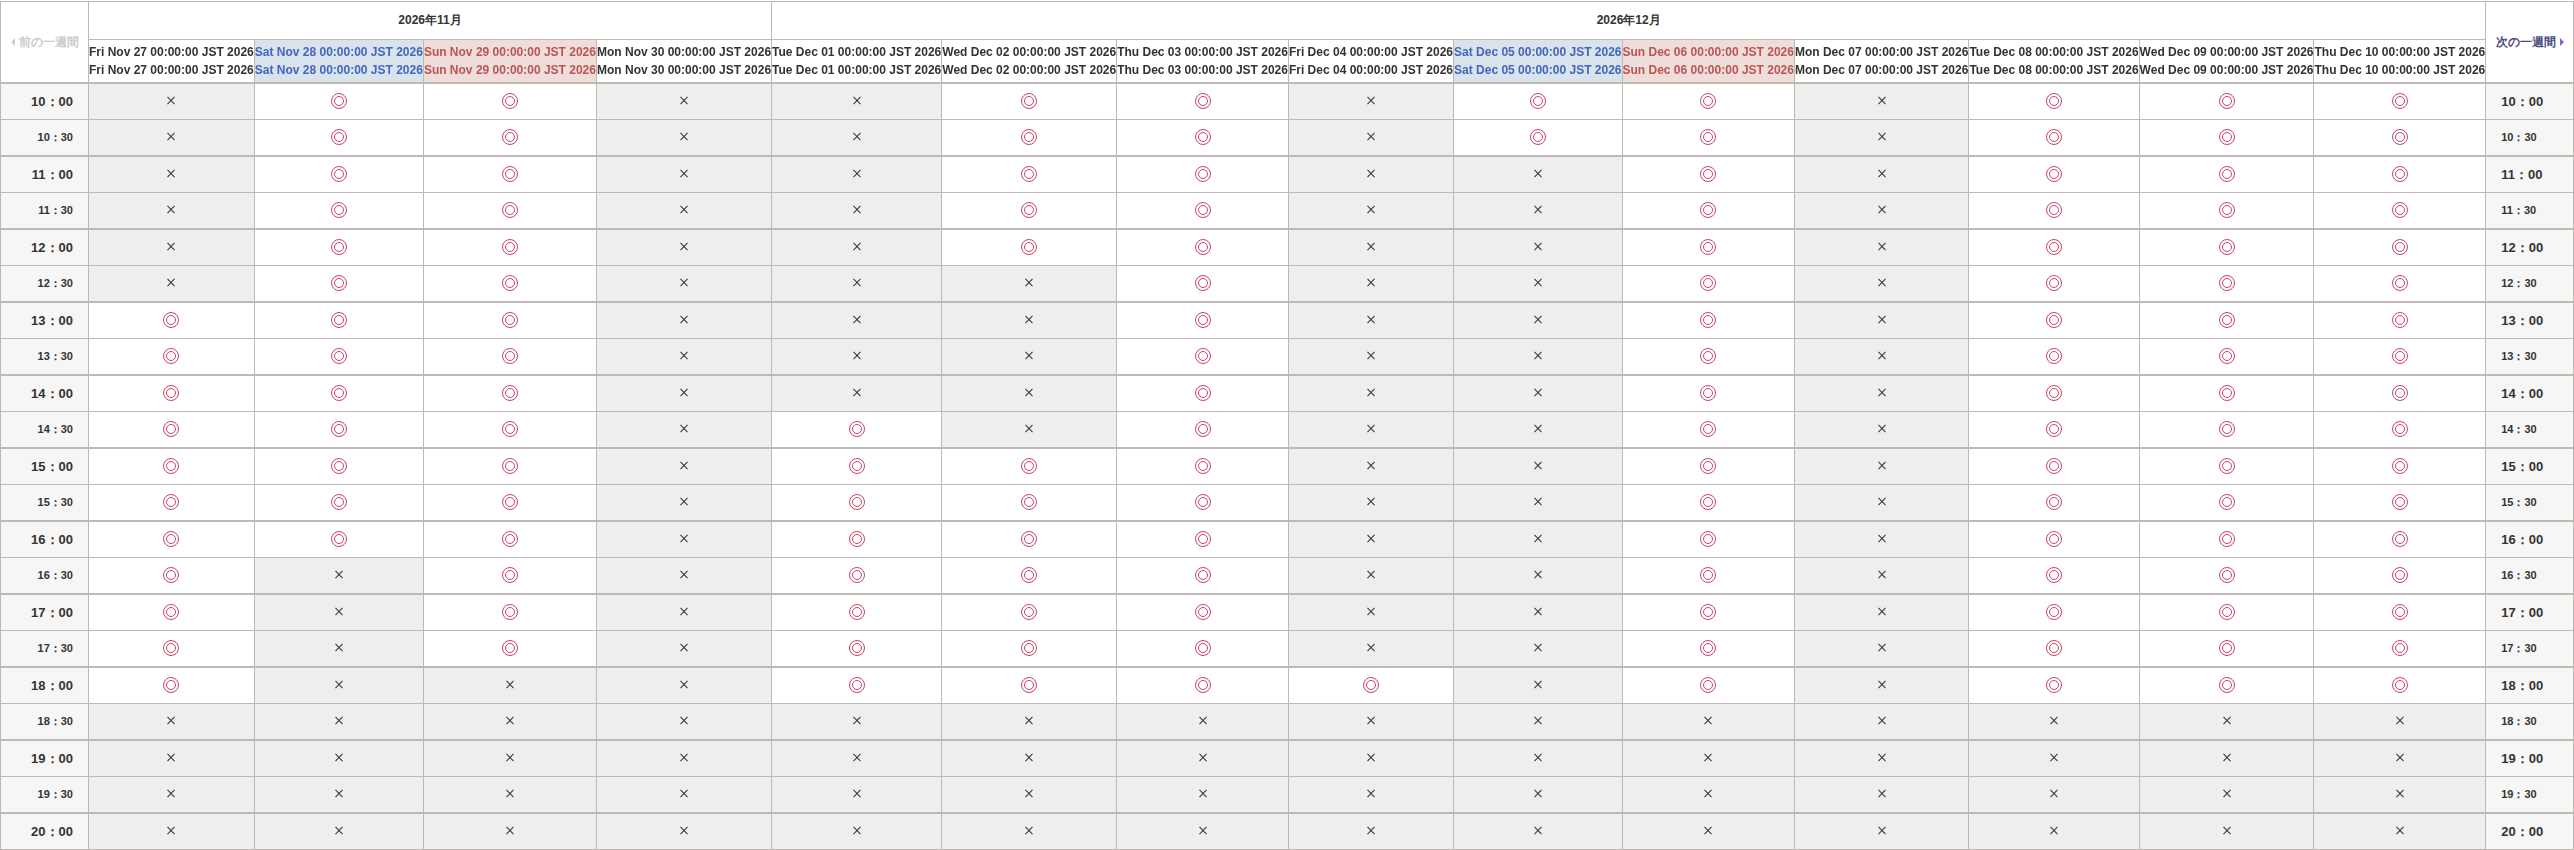 前の一週間 2026年11月 2026年12月 次の一週間
Fri Nov 27 00:00:00 JST 2026 Sat Nov 28 00:00:00 JST 2026 Sun Nov 29 00:00:00 JST 2026 Mon Nov 30 00:00:00 JST 2026 Tue Dec 01 00:00:00 JST 2026 Wed Dec 02 00:00:00 JST 2026 Thu Dec 03 00:00:00 JST 2026 Fri Dec 04 00:00:00 JST 2026 Sat Dec 05 00:00:00 JST 2026 Sun Dec 06 00:00:00 JST 2026 Mon Dec 07 00:00:00 JST 2026 Tue Dec 08 00:00:00 JST 2026 Wed Dec 09 00:00:00 JST 2026 Thu Dec 10 00:00:00 JST 2026
Fri Nov 27 00:00:00 JST 2026 Sat Nov 28 00:00:00 JST 2026 Sun Nov 29 00:00:00 JST 2026 Mon Nov 30 00:00:00 JST 2026 Tue Dec 01 00:00:00 JST 2026 Wed Dec 02 00:00:00 JST 2026 Thu Dec 03 00:00:00 JST 2026 Fri Dec 04 00:00:00 JST 2026 Sat Dec 05 00:00:00 JST 2026 Sun Dec 06 00:00:00 JST 2026 Mon Dec 07 00:00:00 JST 2026 Tue Dec 08 00:00:00 JST 2026 Wed Dec 09 00:00:00 JST 2026 Thu Dec 10 00:00:00 JST 2026
10：00 × ◎ ◎ × × ◎ ◎ × ◎ ◎ × ◎ ◎ ◎ 10：00
10：30 × ◎ ◎ × × ◎ ◎ × ◎ ◎ × ◎ ◎ ◎ 10：30
11：00 × ◎ ◎ × × ◎ ◎ × × ◎ × ◎ ◎ ◎ 11：00
11：30 × ◎ ◎ × × ◎ ◎ × × ◎ × ◎ ◎ ◎ 11：30
12：00 × ◎ ◎ × × ◎ ◎ × × ◎ × ◎ ◎ ◎ 12：00
12：30 × ◎ ◎ × × × ◎ × × ◎ × ◎ ◎ ◎ 12：30
13：00 ◎ ◎ ◎ × × × ◎ × × ◎ × ◎ ◎ ◎ 13：00
13：30 ◎ ◎ ◎ × × × ◎ × × ◎ × ◎ ◎ ◎ 13：30
14：00 ◎ ◎ ◎ × × × ◎ × × ◎ × ◎ ◎ ◎ 14：00
14：30 ◎ ◎ ◎ × ◎ × ◎ × × ◎ × ◎ ◎ ◎ 14：30
15：00 ◎ ◎ ◎ × ◎ ◎ ◎ × × ◎ × ◎ ◎ ◎ 15：00
15：30 ◎ ◎ ◎ × ◎ ◎ ◎ × × ◎ × ◎ ◎ ◎ 15：30
16：00 ◎ ◎ ◎ × ◎ ◎ ◎ × × ◎ × ◎ ◎ ◎ 16：00
16：30 ◎ × ◎ × ◎ ◎ ◎ × × ◎ × ◎ ◎ ◎ 16：30
17：00 ◎ × ◎ × ◎ ◎ ◎ × × ◎ × ◎ ◎ ◎ 17：00
17：30 ◎ × ◎ × ◎ ◎ ◎ × × ◎ × ◎ ◎ ◎ 17：30
18：00 ◎ × × × ◎ ◎ ◎ ◎ × ◎ × ◎ ◎ ◎ 18：00
18：30 × × × × × × × × × × × × × × 18：30
19：00 × × × × × × × × × × × × × × 19：00
19：30 × × × × × × × × × × × × × × 19：30
20：00 × × × × × × × × × × × × × × 20：00